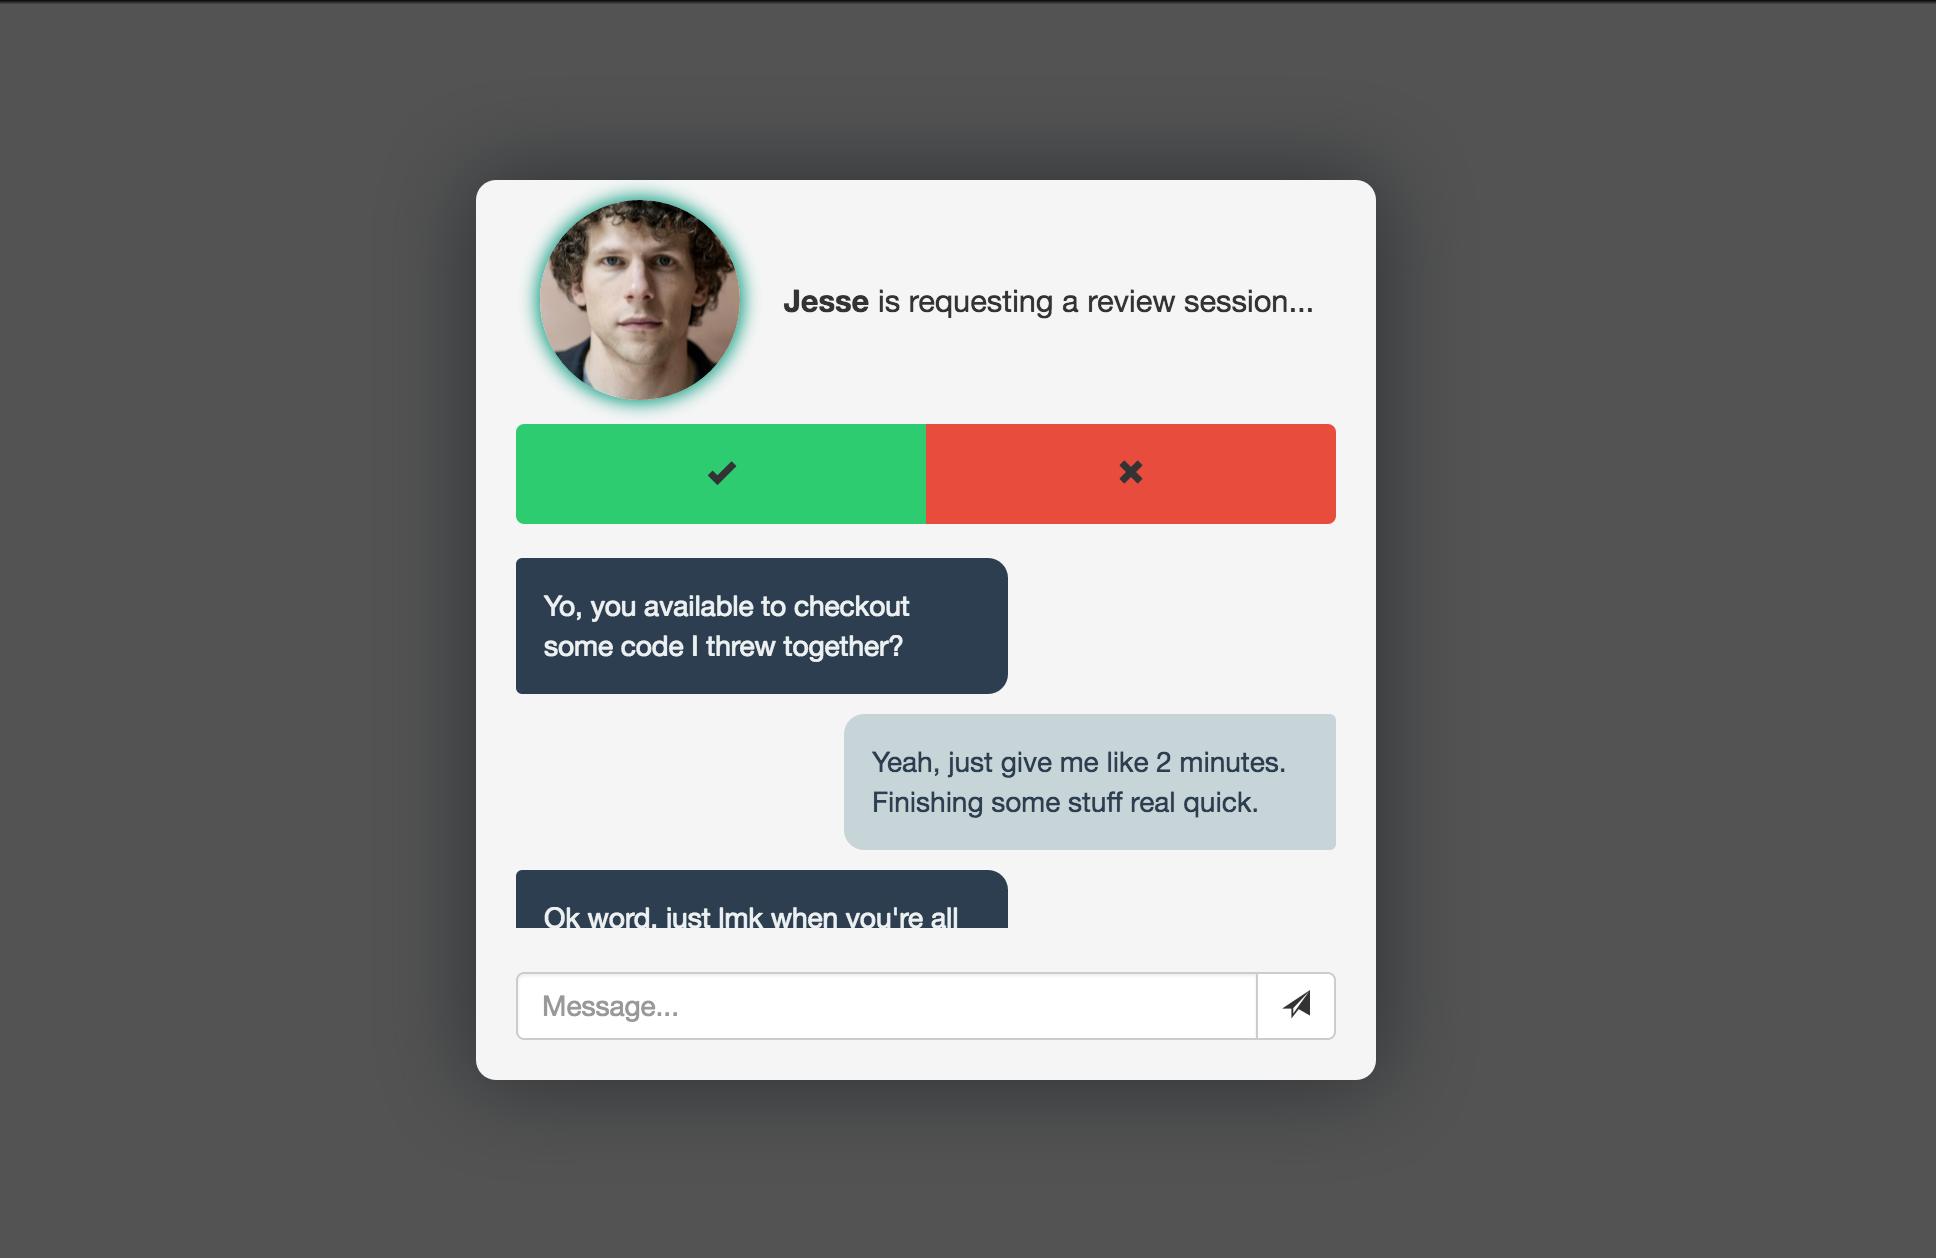 Jesse is requesting a review session...
Yo, you available to checkout
some code I threw together?
Yeah, just give me like 2 minutes.
Finishing some stuff real quick.
Ok word, just lmk when you're all
Message...